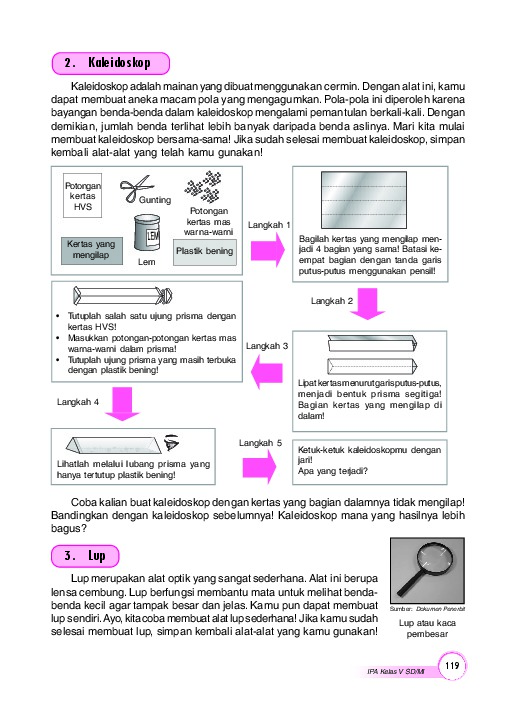 2. Kaleidoskop
Kaleidoskop adalah mainan yang dibuat menggunakan cermin. Dengan alat ini, kamu
dapat membuat aneka macam pola yang mengagumkan. Pola-pola ini diperoleh karena
bayangan benda-benda dalam kaleidoskop mengalami pemantulan berkali-kali. Dengan
demikian, jumlah benda terlihat lebih banyak daripada benda aslinya. Mari kita mulai
membuat kaleidoskop bersama-sama! Jika sudah selesai membuat kaleidoskop, simpan
kembali alat-alat yang telah kamu gunakan!
Potongan
kertas
HVS
Gunting
Potongan
kertas mas
warna-warni
Kertas yang
mengilap
LEM
Lem
Plastik bening
Langkah 1
Bagilah kertas yang mengilap men-
jadi 4 bagian yang sama! Batasi ke-
empat bagian dengan tanda garis
putus-putus menggunakan pensil!
Langkah 2
Lipat kertas menurut garis putus-putus,
menjadi bentuk prisma segitiga!
Bagian kertas yang mengilap di
dalam!
Langkah 3
• Tutuplah salah satu ujung prisma dengan
kertas HVS!
• Masukkan potongan-potongan kertas mas
warna-warni dalam prisma!
• Tutuplah ujung prisma yang masih terbuka
dengan plastik bening!
Langkah 4
Lihatlah melalui lubang prisma yang
hanya tertutup plastik bening!
Langkah 5
Ketuk-ketuk kaleidoskopmu dengan
jari!
Apa yang terjadi?
Coba kalian buat kaleidoskop dengan kertas yang bagian dalamnya tidak mengilap!
Bandingkan dengan kaleidoskop sebelumnya! Kaleidoskop mana yang hasilnya lebih
bagus?
3. Lup
Lup merupakan alat optik yang sangat sederhana. Alat ini berupa
lensa cembung. Lup berfungsi membantu mata untuk melihat benda-
benda kecil agar tampak besar dan jelas. Kamu pun dapat membuat
lup sendiri. Ayo, kita coba membuat alat lup sederhana! Jika kamu sudah
selesai membuat lup, simpan kembali alat-alat yang kamu gunakan!
Sumber: Dokumen Penerbit
Lup atau kaca
pembesar
IPA Kelas V SD/MI
119